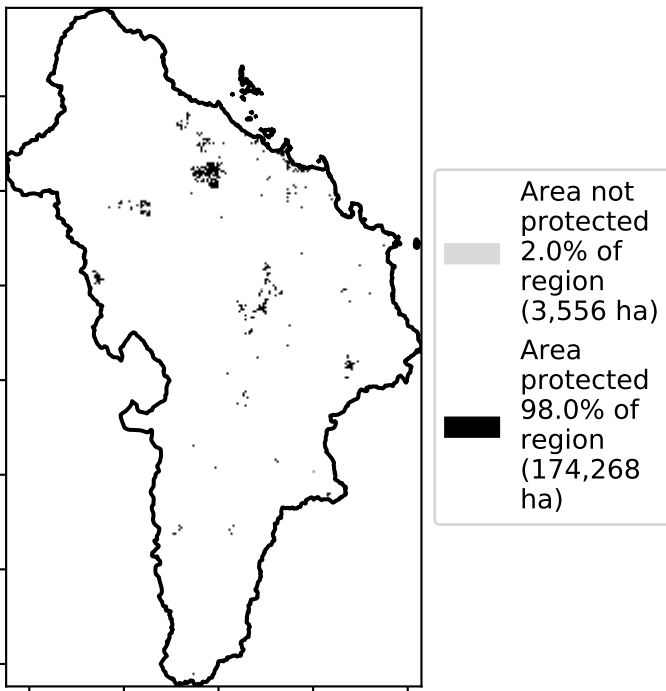 Area not
protected
2.0% of
region
(3,556 ha)
Area
protected
98.0% of
region
(174,268
ha)